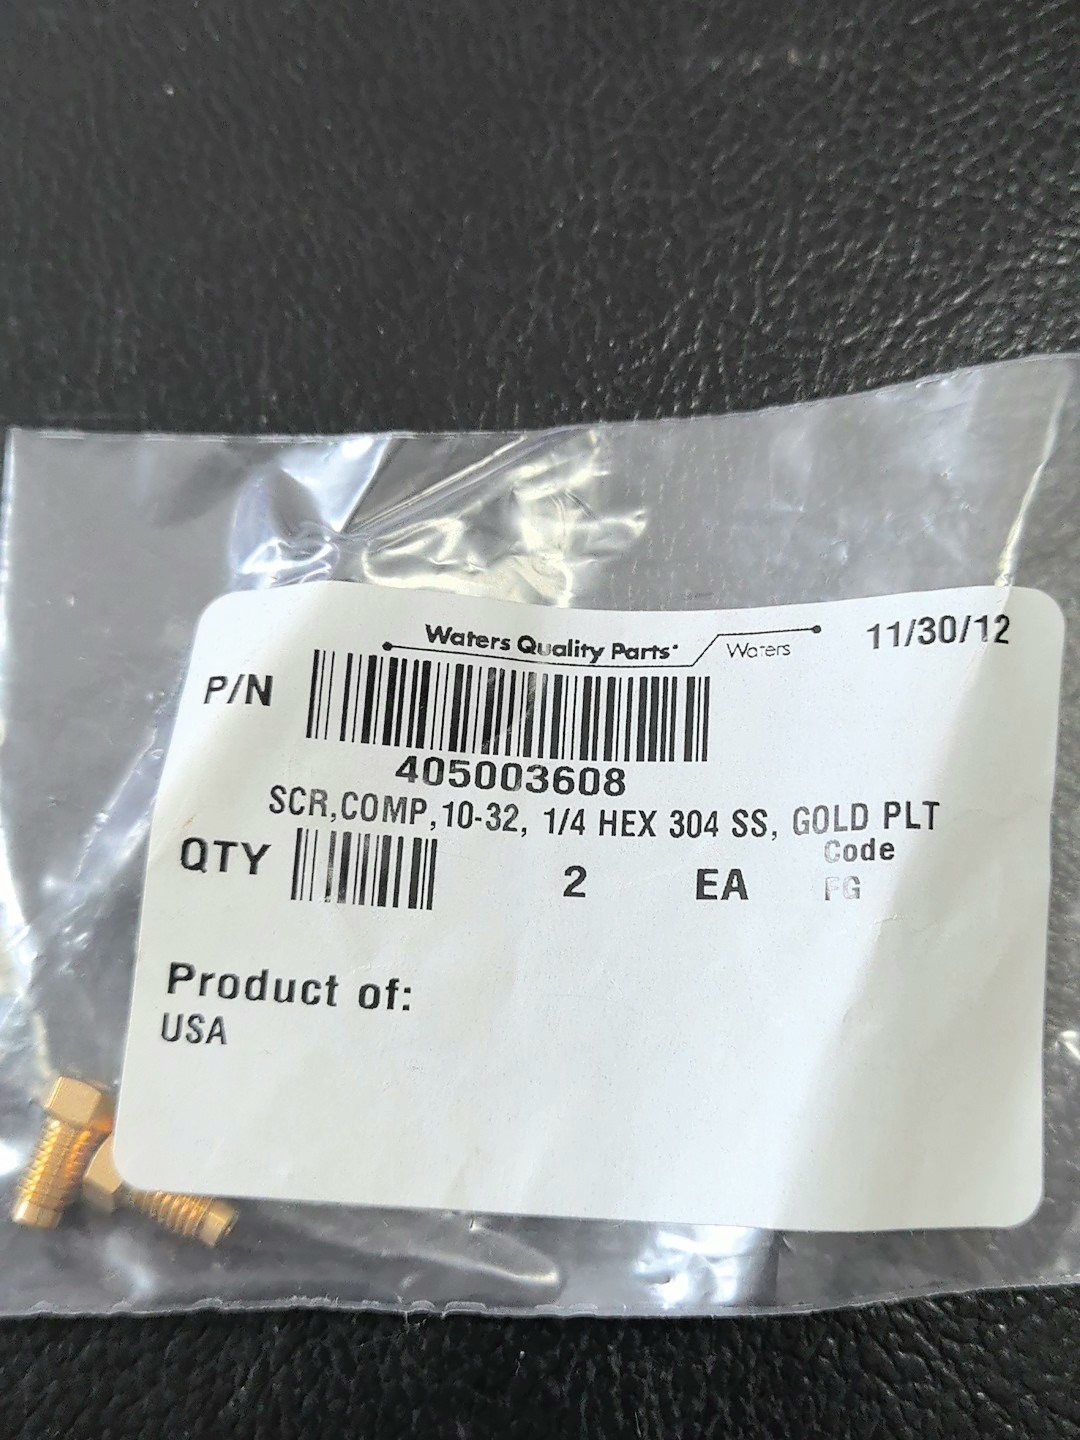 Waters Quality Parts
Waters
11/30/12
P/N
405003608
SCR,COMP,10-32, 1/4 HEX 304 SS, GOLD PLT
QTY
2 EA
Code
FG
Product of:
USA